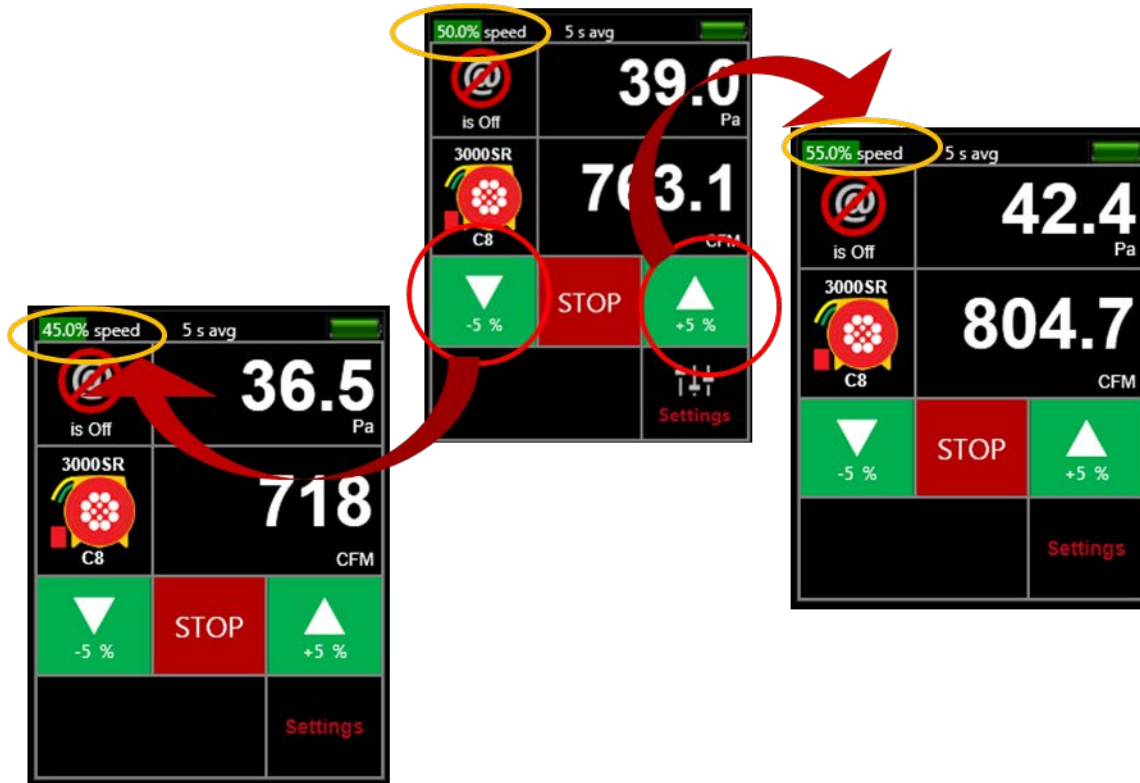 50.0% speed 5 s avg
@
is Off
39.0
Pa
3000SR
C8
763.1
CFM
-5 %
STOP
+5 %
Settings
55.0% speed 5 s avg
@
is Off
42.4
Pa
3000SR
C8
804.7
CFM
-5 %
STOP
+5 %
Settings
45.0% speed 5 s avg
@
is Off
36.5
Pa
3000SR
C8
718
CFM
-5 %
STOP
+5 %
Settings